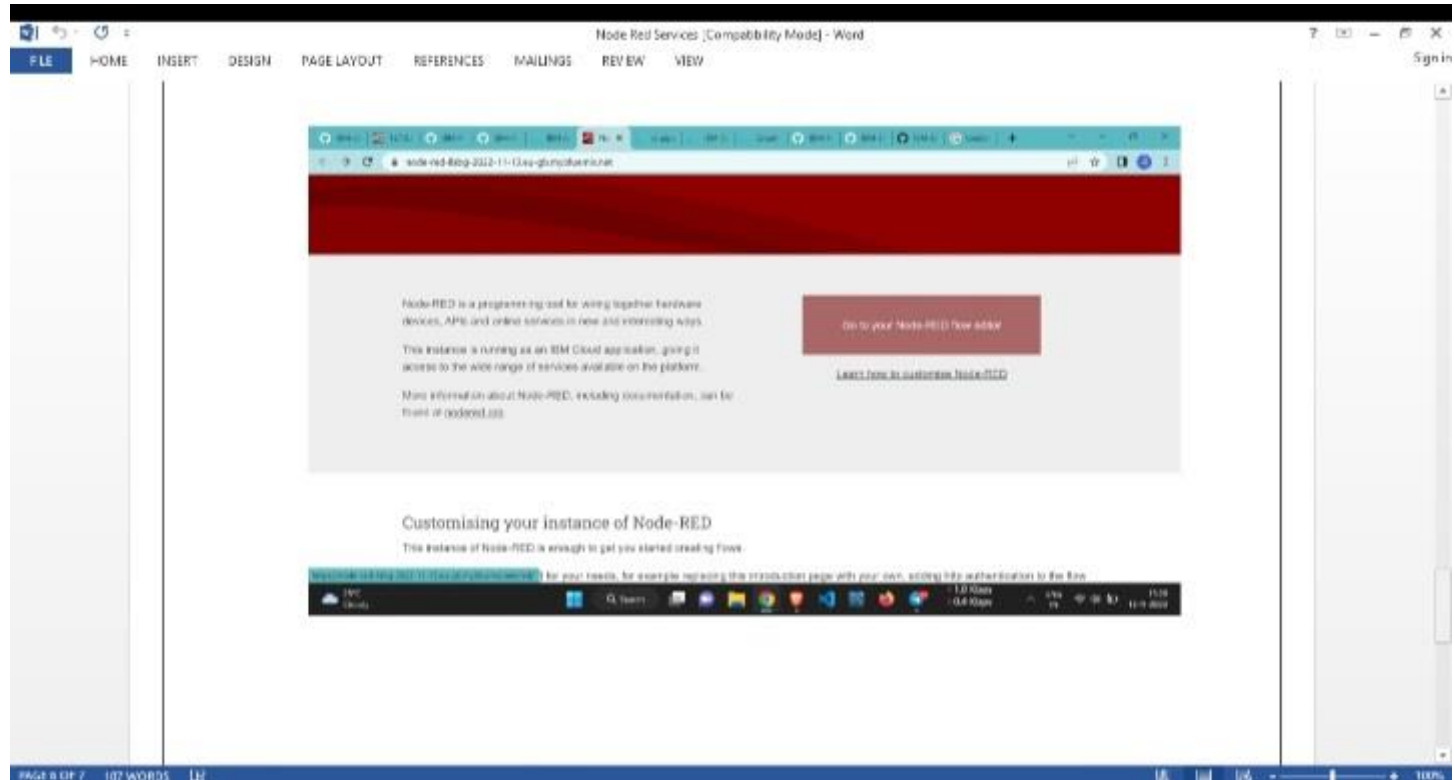 Node Red Services [Compatibility Mode] - Word
Sign in
FILE HOME INSERT DESIGN PAGE LAYOUT REFERENCES MAILINGS REVIEW VIEW
Node-RED is a programming tool for wiring together hardware
devices, APIs and online services in new and interesting ways.
This instance is running as an IBM Cloud application, giving it
access to the wide range of services available on the platform.
More information about Node-RED, including documentation, can be
found at nodered.org
Go to your Node-RED flow editor
Learn how to customise Node-RED
Customising your instance of Node-RED
This instance of Node-RED is enough to get you started creating flows
for your needs, for example replacing this introduction page with your own, adding http authentication to the flow
Search
PAGE 6 OF 7 107 WORDS
100%